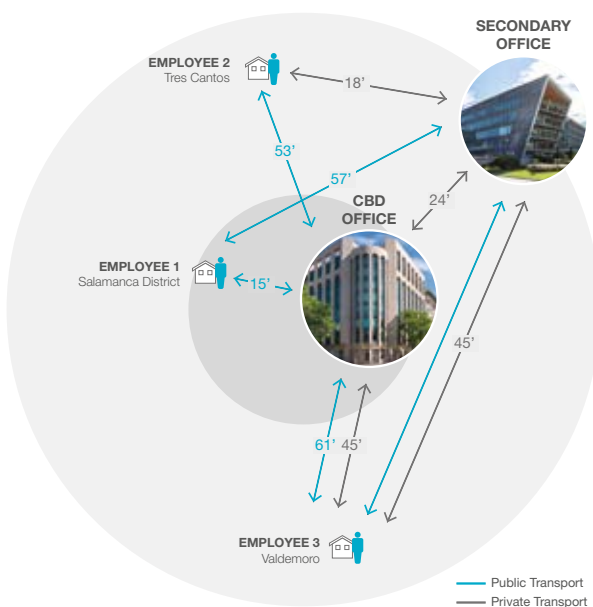 SECONDARY
OFFICE
EMPLOYEE 2
Tres Cantos
18’
53’
57’
CBD
OFFICE
24’
EMPLOYEE 1
Salamanca District
15’
45’
61’
45’
EMPLOYEE 3
Valdemoro
Public Transport
Private Transport